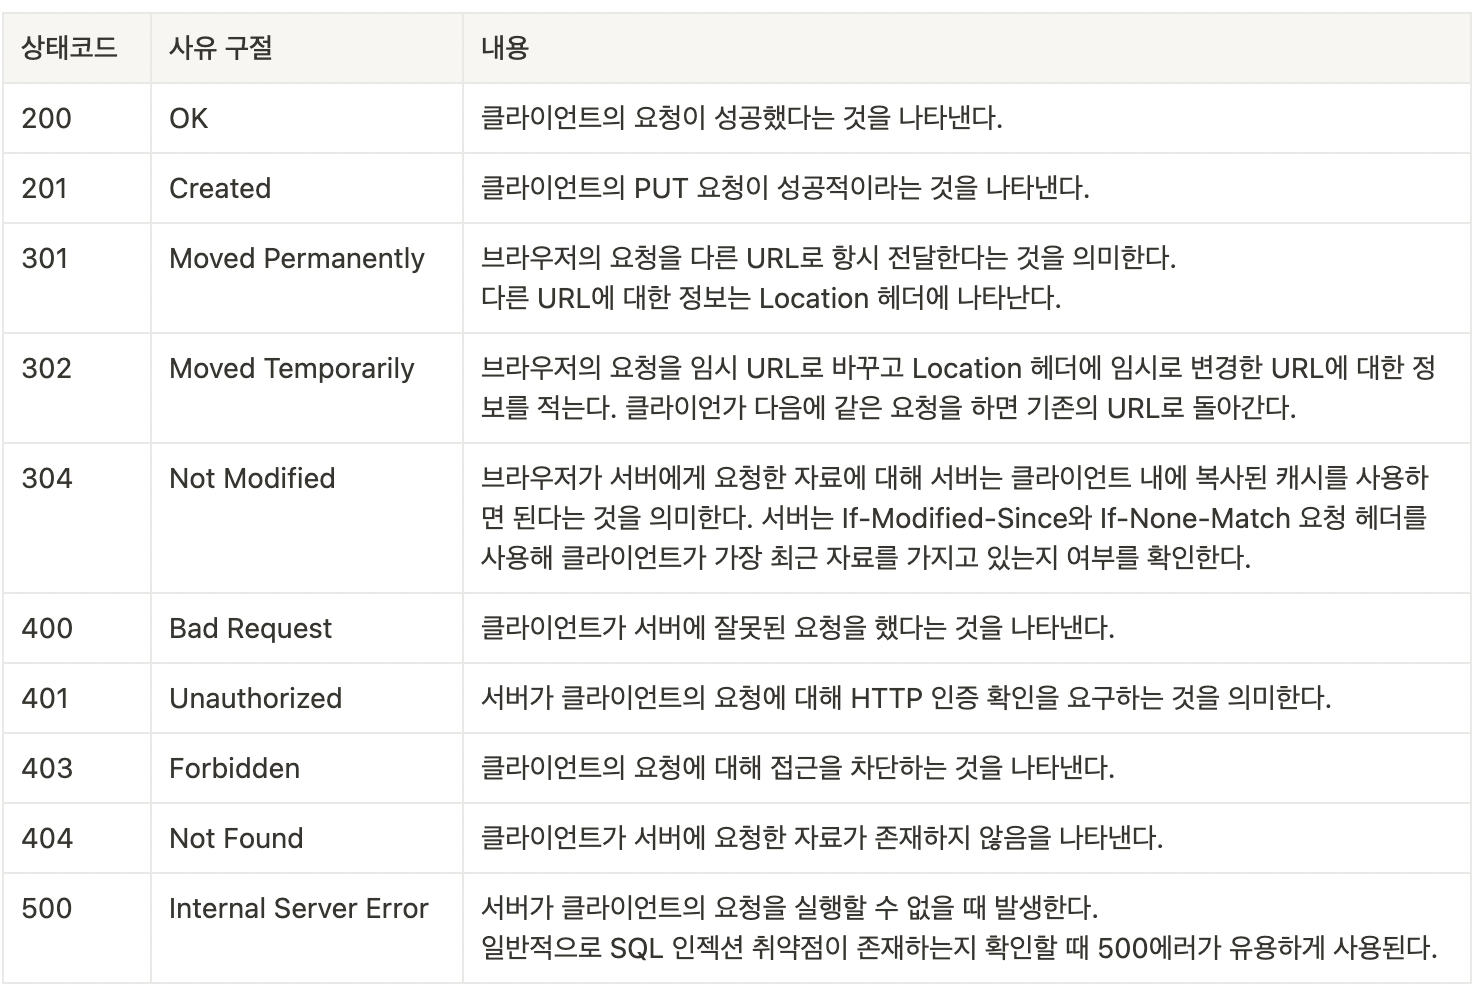 상태코드 사유 구절 내용
200 OK 클라이언트의 요청이 성공했다는 것을 나타낸다.
201 Created 클라이언트의 PUT 요청이 성공적이라는 것을 나타낸다.
301 Moved Permanently 브라우저의 요청을 다른 URL로 항시 전달한다는 것을 의미한다.
다른 URL에 대한 정보는 Location 헤더에 나타난다.
302 Moved Temporarily 브라우저의 요청을 임시 URL로 바꾸고 Location 헤더에 임시로 변경한 URL에 대한 정
보를 적는다. 클라이언가 다음에 같은 요청을 하면 기존의 URL로 돌아간다.
304 Not Modified 브라우저가 서버에게 요청한 자료에 대해 서버는 클라이언트 내에 복사된 캐시를 사용하
면 된다는 것을 의미한다. 서버는 If-Modified-Since와 If-None-Match 요청 헤더를
사용해 클라이언트가 가장 최근 자료를 가지고 있는지 여부를 확인한다.
400 Bad Request 클라이언트가 서버에 잘못된 요청을 했다는 것을 나타낸다.
401 Unauthorized 서버가 클라이언트의 요청에 대해 HTTP 인증 확인을 요구하는 것을 의미한다.
403 Forbidden 클라이언트의 요청에 대해 접근을 차단하는 것을 나타낸다.
404 Not Found 클라이언트가 서버에 요청한 자료가 존재하지 않음을 나타낸다.
500 Internal Server Error 서버가 클라이언트의 요청을 실행할 수 없을 때 발생한다.
일반적으로 SQL 인젝션 취약점이 존재하는지 확인할 때 500에러가 유용하게 사용된다.